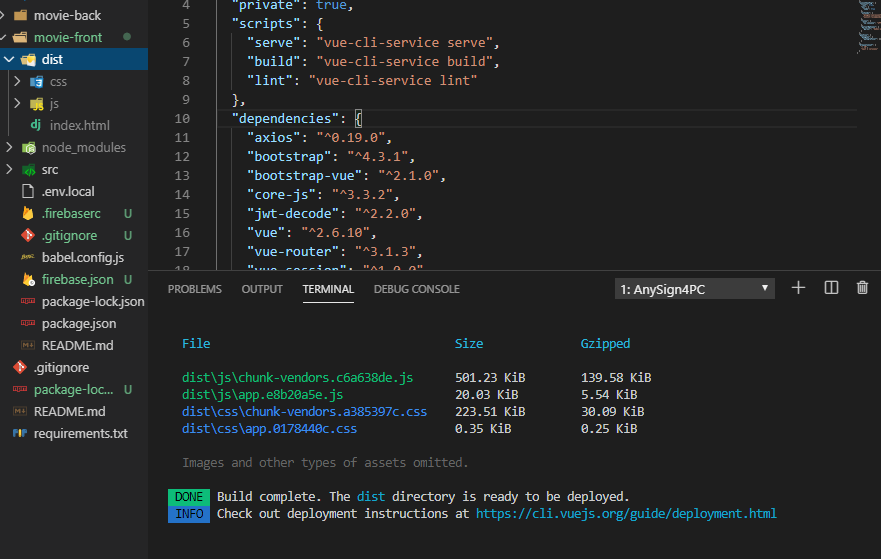 movie-back
movie-front
dist
css
js
index.html
node_modules
src
.env.local
.firebaserc U
.gitignore U
babel.config.js
firebase.json U
package-lock.json
package.json
README.md
.gitignore
package-loc... U
README.md
requirements.txt
4 "private": true,
5 "scripts": {
6 "serve": "vue-cli-service serve",
7 "build": "vue-cli-service build",
8 "lint": "vue-cli-service lint"
9 },
10 "dependencies": {
11 "axios": "^0.19.0",
12 "bootstrap": "^4.3.1",
13 "bootstrap-vue": "^2.1.0",
14 "core-js": "^3.3.2",
15 "jwt-decode": "^2.2.0",
16 "vue": "^2.6.10",
17 "vue-router": "^3.1.3",
18 "vue-session": "^1.0.0"
PROBLEMS OUTPUT TERMINAL DEBUG CONSOLE 1: AnySign4PC
File Size Gzipped
dist\js\chunk-vendors.c6a638de.js 501.23 KiB 139.58 KiB
dist\js\app.e8b20a5e.js 20.03 KiB 5.54 KiB
dist\css\chunk-vendors.a385397c.css 223.51 KiB 30.09 KiB
dist\css\app.0178440c.css 0.35 KiB 0.25 KiB
Images and other types of assets omitted.
DONE Build complete. The dist directory is ready to be deployed.
INFO Check out deployment instructions at https://cli.vuejs.org/guide/deployment.html